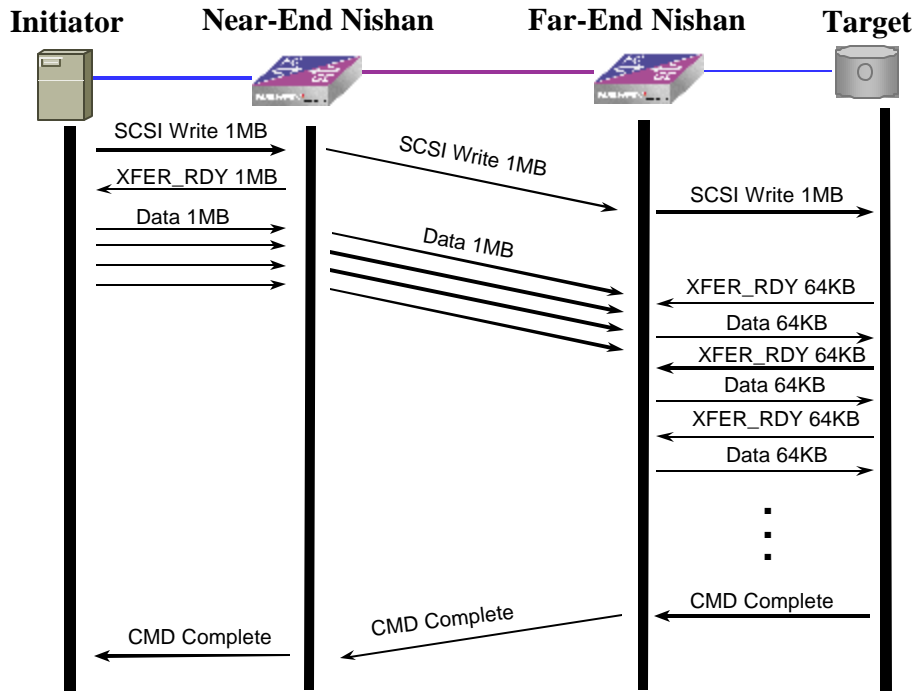 Initiator Near-End Nishan Far-End Nishan Target
SCSI Write 1MB
SCSI Write 1MB
XFER_RDY 1MB
SCSI Write 1MB
Data 1MB
Data 1MB
XFER_RDY 64KB
Data 64KB
XFER_RDY 64KB
Data 64KB
XFER_RDY 64KB
Data 64KB
CMD Complete
CMD Complete
CMD Complete